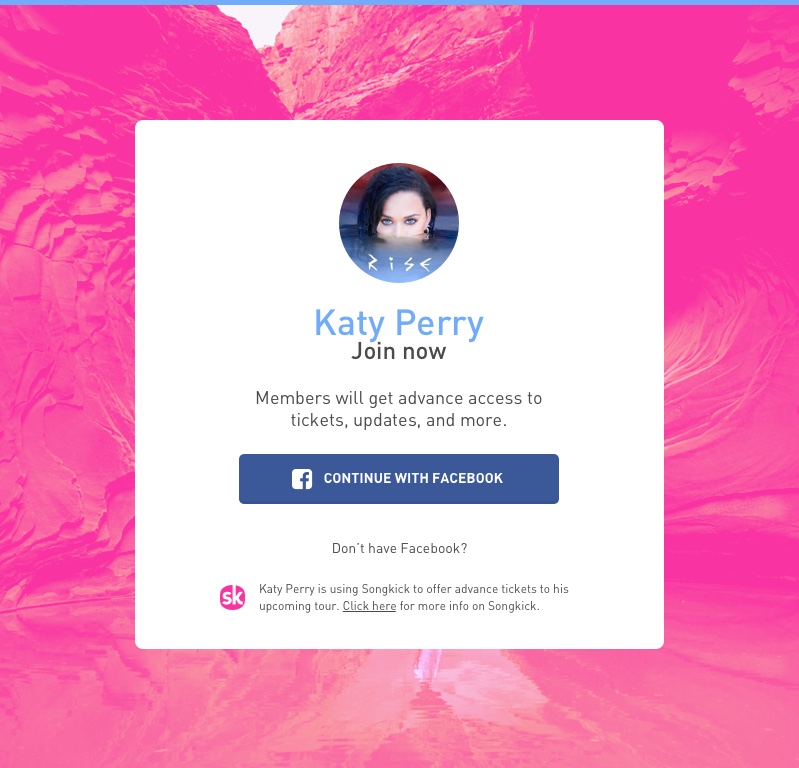 RISE
Katy Perry
Join now
Members will get advance access to
tickets, updates, and more.
CONTINUE WITH FACEBOOK
Don't have Facebook?
sk
Katy Perry is using Songkick to offer advance tickets to his
upcoming tour. Click here for more info on Songkick.